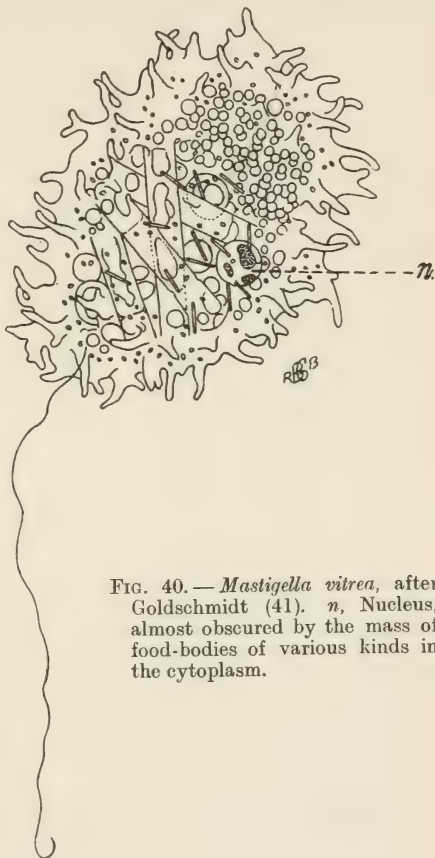 n.
FIG. 40.—Mastigella vitrea, after
Goldschmidt (41). n, Nucleus,
almost obscured by the mass of
food-bodies of various kinds in
the cytoplasm.